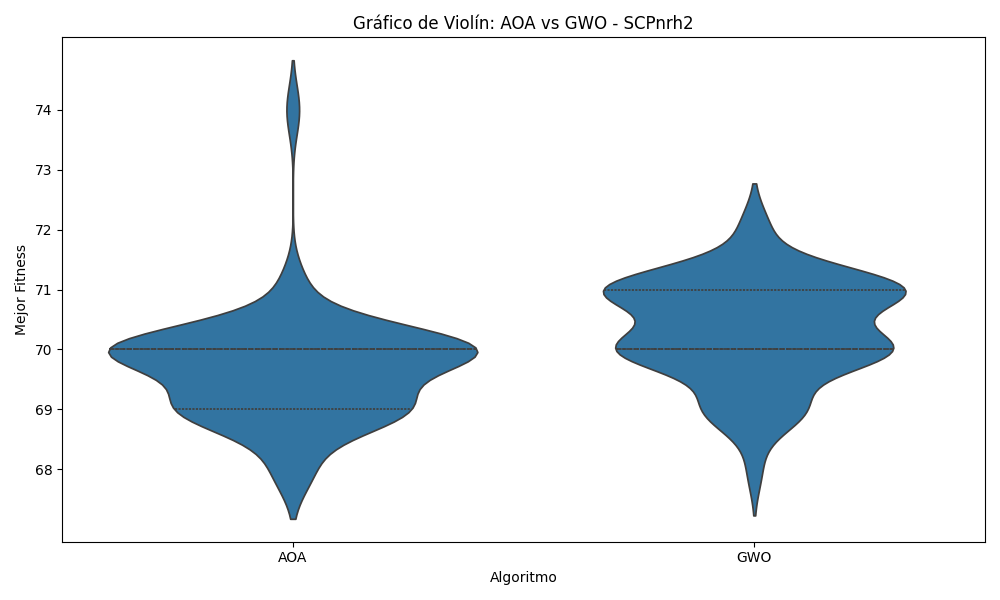 Gráfico de Violín: AOA vs GWO - SCPnrh2
Mejor Fitness
74
73
72
71
70
69
68
AOA
GWO
Algoritmo